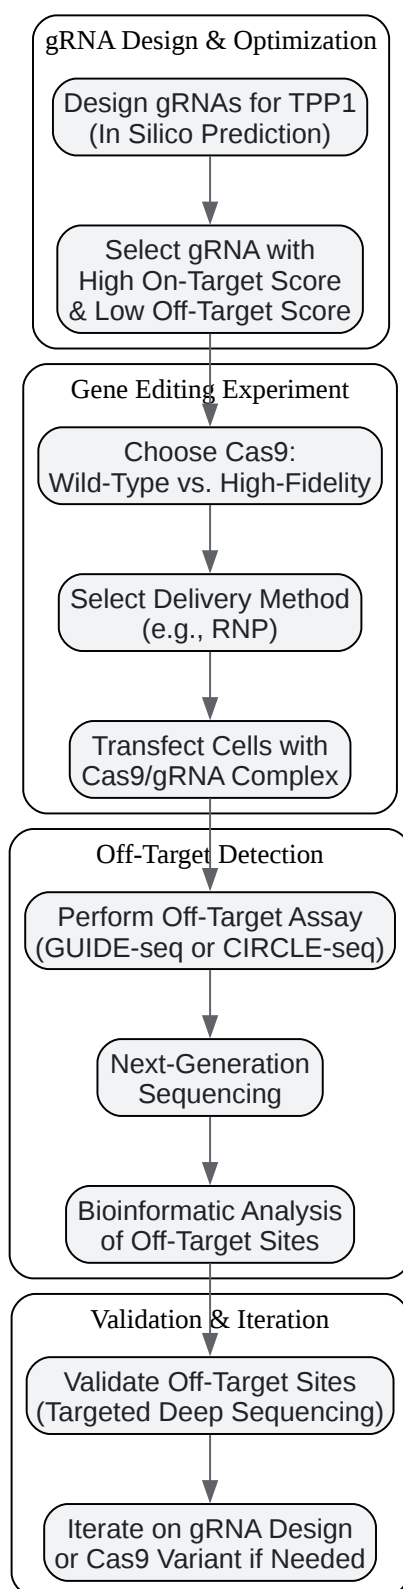 gRNA Design & Optimization
Design gRNAs for TPP1
(In Silico Prediction)
Select gRNA with
High On-Target Score
& Low Off-Target Score
Gene Editing Experiment
Choose Cas9:
Wild-Type vs. High-Fidelity
Select Delivery Method
(e.g., RNP)
Transfect Cells with
Cas9/gRNA Complex
Off-Target Detection
Perform Off-Target Assay
(GUIDE-seq or CIRCLE-seq)
Next-Generation
Sequencing
Bioinformatic Analysis
of Off-Target Sites
Validation & Iteration
Validate Off-Target Sites
(Targeted Deep Sequencing)
Iterate on gRNA Design
or Cas9 Variant if Needed